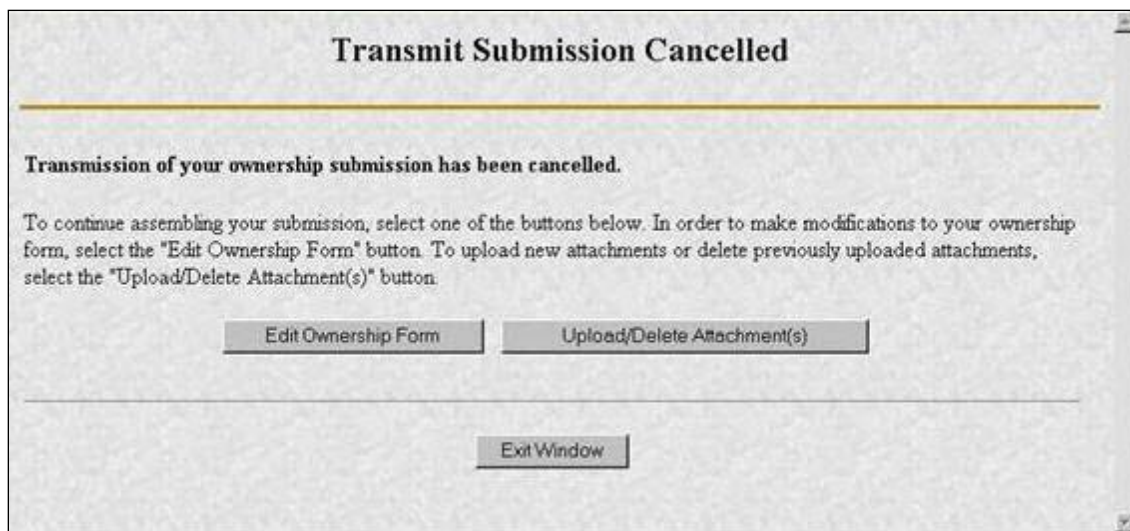 Transmit Submission Cancelled
Transmission of your ownership submission has been cancelled.
To continue assembling your submission, select one of the buttons below. In order to make modifications to your ownership
form, select the "Edit Ownership Form" button. To upload new attachments or delete previously uploaded attachments,
select the "Upload/Delete Attachment(s)" button.
Edit Ownership Form Upload/Delete Attachment(s)
Exit Window